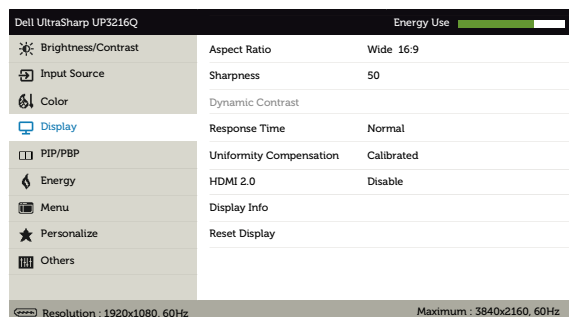 Dell UltraSharp UP3216Q Energy Use
Brightness/Contrast
Input Source
Color
Display
PIP/PBP
Energy
Menu
Personalize
Others
Aspect Ratio Wide 16:9
Sharpness 50
Dynamic Contrast
Response Time Normal
Uniformity Compensation Calibrated
HDMI 2.0 Disable
Display Info
Reset Display
Resolution : 1920x1080, 60Hz Maximum : 3840x2160, 60Hz